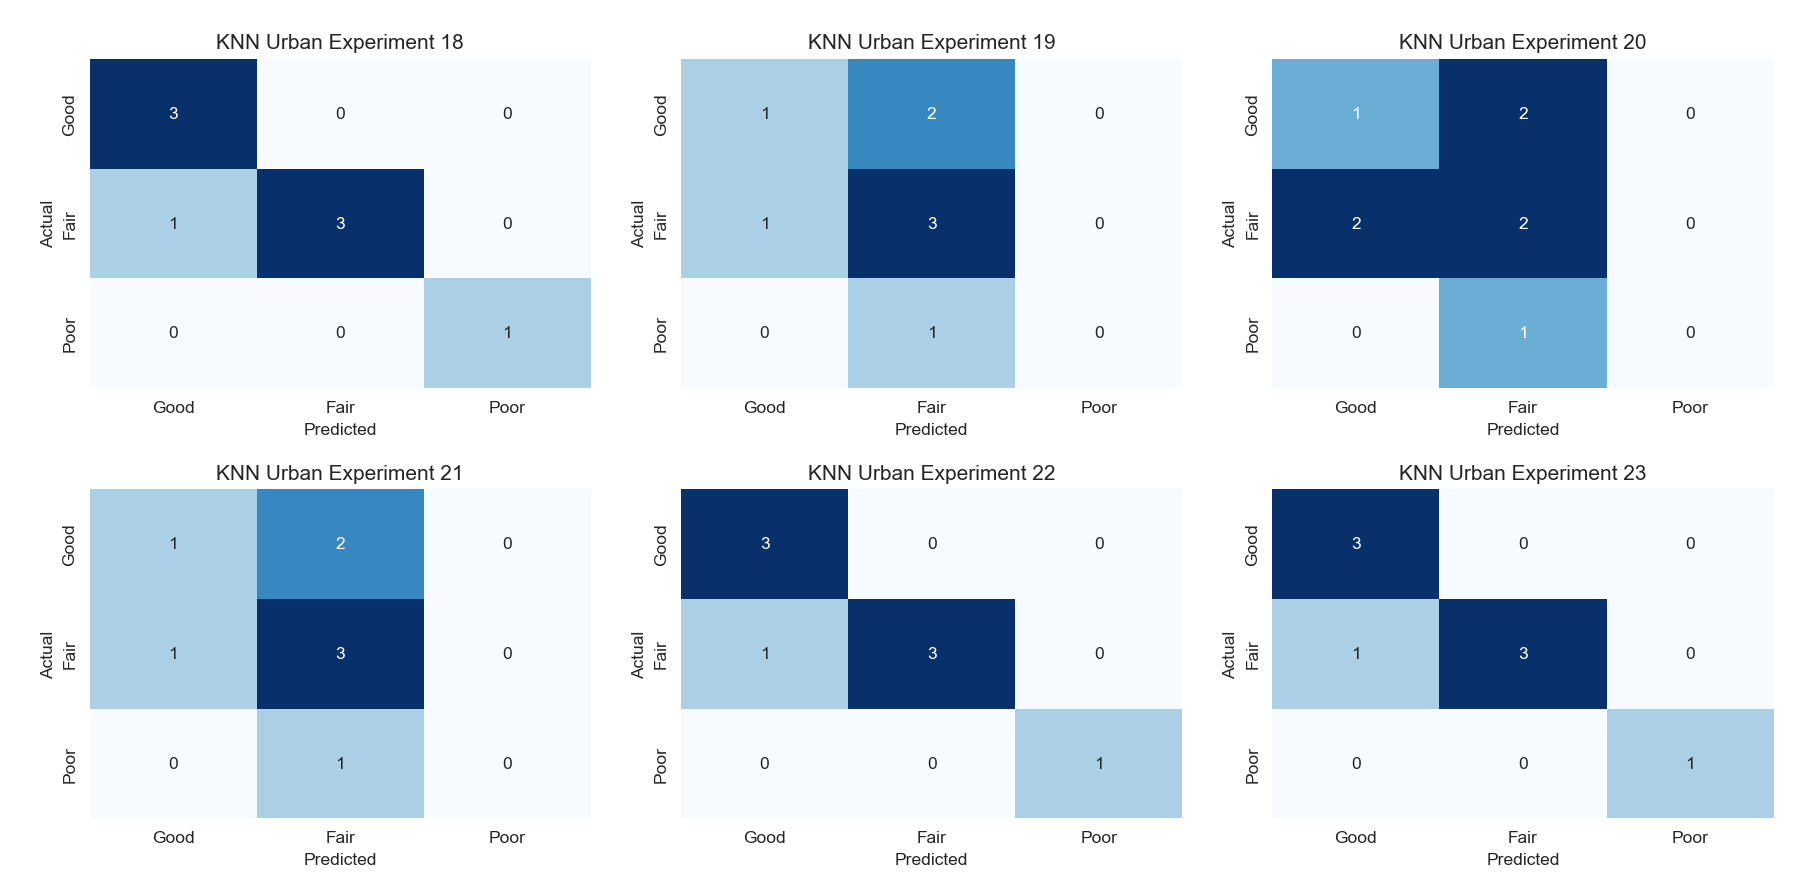 KNN Urban Experiment 18
Good 3 0 0
Actual
Fair 1 3 0
Poor 0 0 1
Good Fair Poor
Predicted
KNN Urban Experiment 19
Good 1 2 0
Actual
Fair 1 3 0
Poor 0 1 0
Good Fair Poor
Predicted
KNN Urban Experiment 20
Good 1 2 0
Actual
Fair 2 2 0
Poor 0 1 0
Good Fair Poor
Predicted
KNN Urban Experiment 21
Good 1 2 0
Actual
Fair 1 3 0
Poor 0 1 0
Good Fair Poor
Predicted
KNN Urban Experiment 22
Good 3 0 0
Actual
Fair 1 3 0
Poor 0 0 1
Good Fair Poor
Predicted
KNN Urban Experiment 23
Good 3 0 0
Actual
Fair 1 3 0
Poor 0 0 1
Good Fair Poor
Predicted